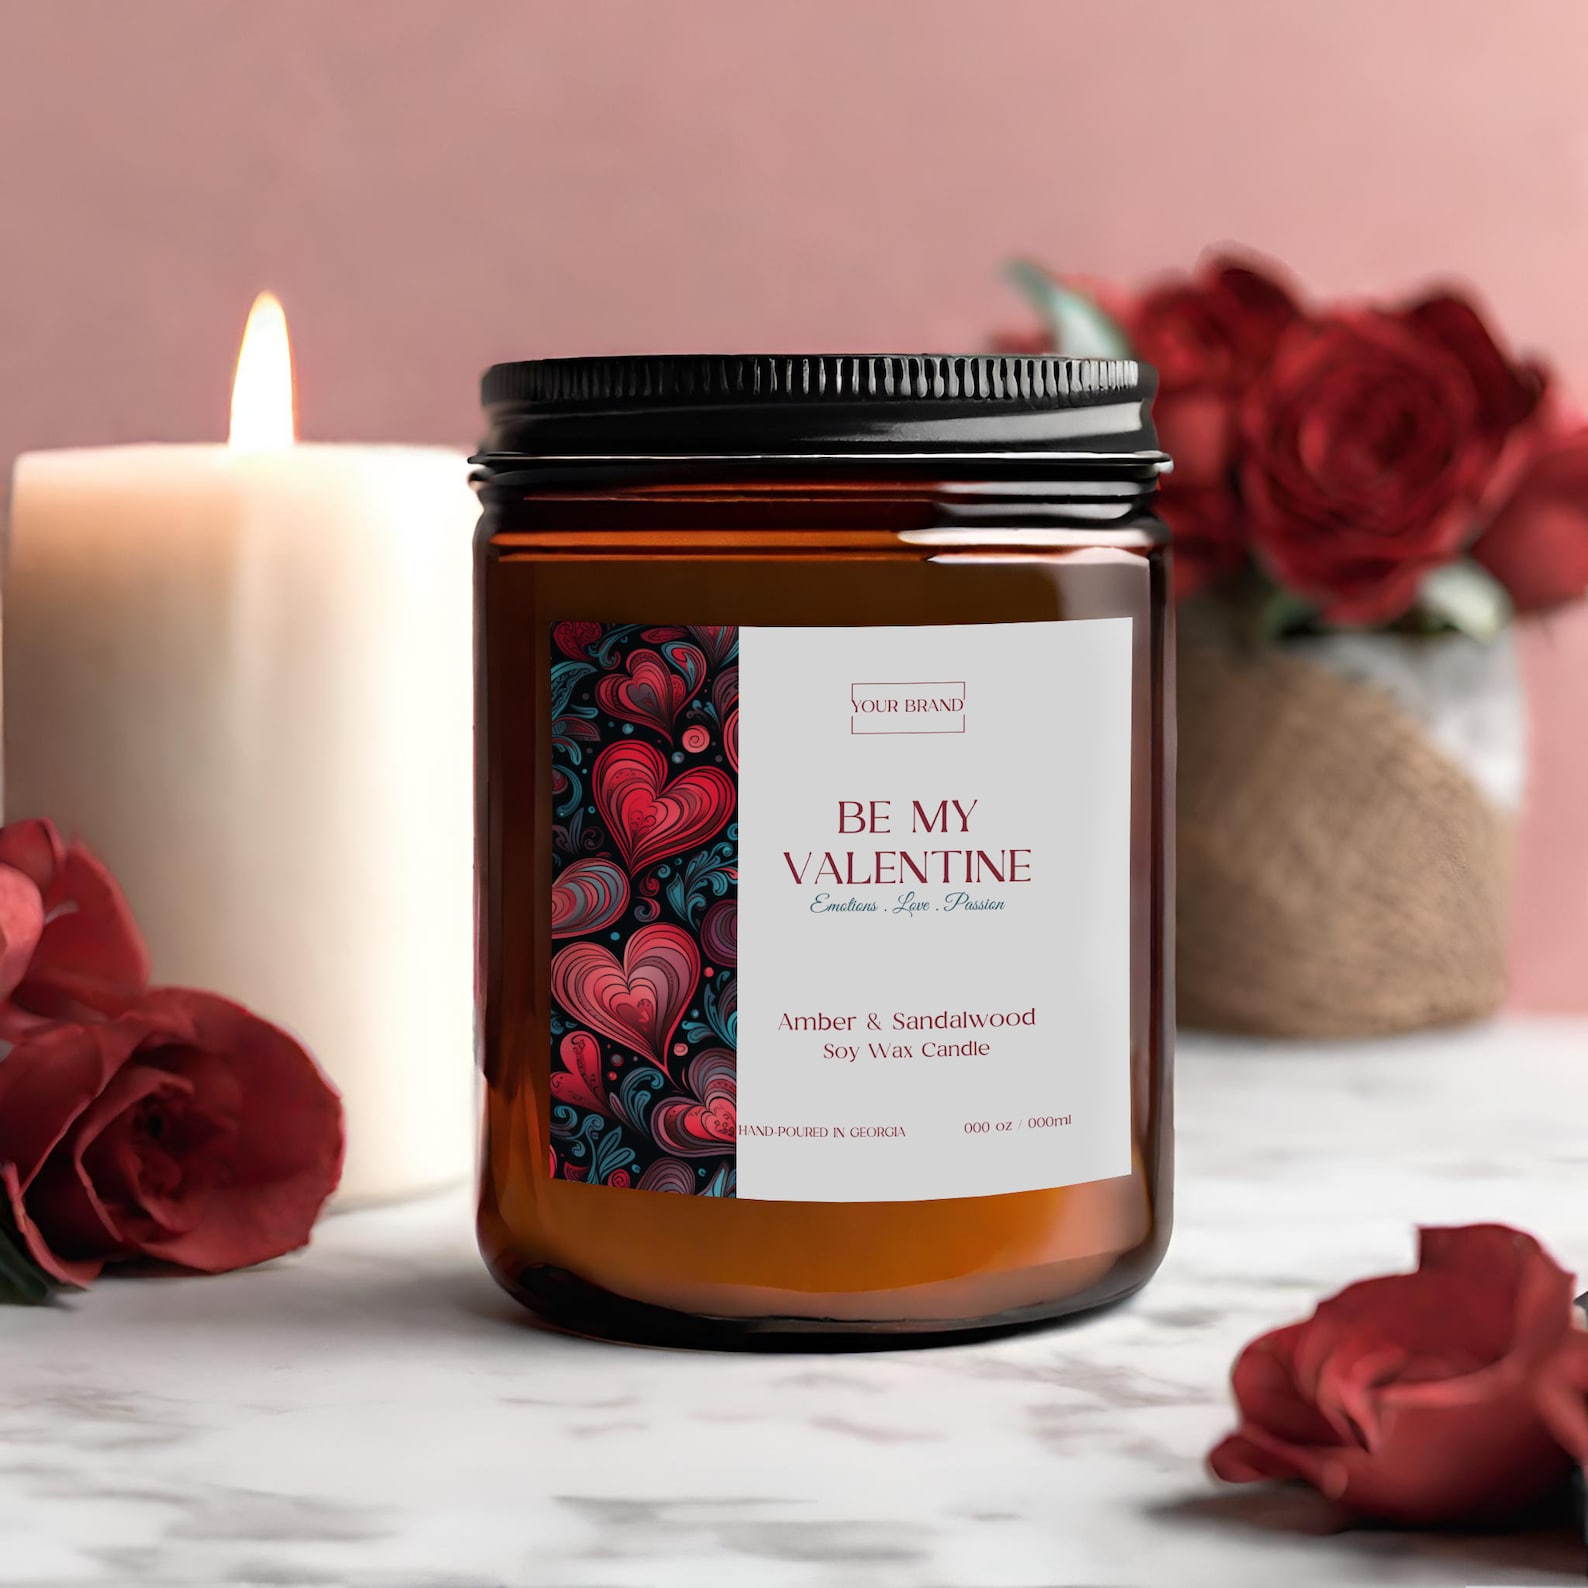 YOUR BRAND
BE MY
VALENTINE
Emotions . Love . Passion
Amber & Sandalwood
Soy Wax Candle
HAND-POURED IN GEORGIA
000 oz / 000ml